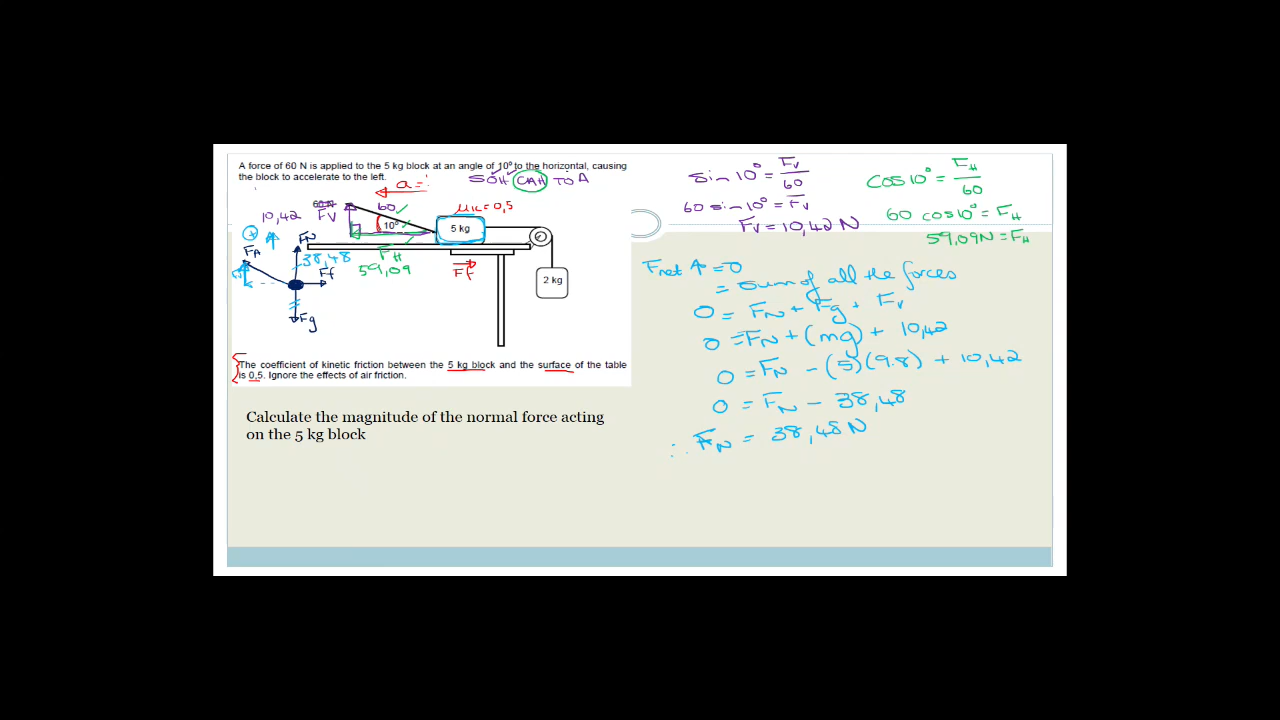 A force of 60 N is applied to the 5 kg block at an angle of 10° to the horizontal, causing
the block to accelerate to the left.
SOH CAH TOA
a =
60
μK = 0,5
10,42 FV
10°
5 kg
FN
FA
38,48
FH
59,09
Ff
Ff
2 kg
Fg
The coefficient of kinetic friction between the 5 kg block and the surface of the table
is 0,5. Ignore the effects of air friction.
Calculate the magnitude of the normal force acting
on the 5 kg block
sin 10° = FV/60
60 sin 10° = FV
FV = 10,42 N
cos 10° = FH/60
60 cos 10° = FH
59,09 N = FH
Fnet ↑ = 0
= sum of all the forces
0 = FN + Fg + FV
0 = FN + (mg) + 10,42
0 = FN - (5)(9.8) + 10,42
0 = FN - 38,48
∴ FN = 38,48 N